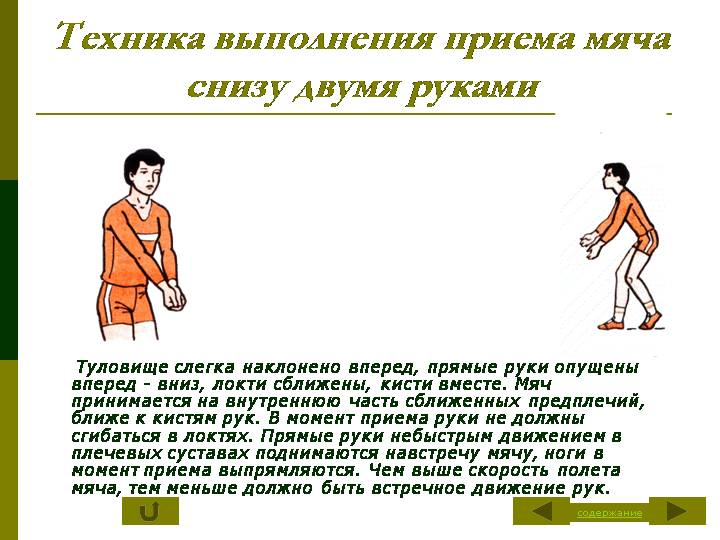 Техника выполнения приема мяча
снизу двумя руками
Туловище слегка наклонено вперед, прямые руки опущены
вперед - вниз, локти сближены, кисти вместе. Мяч
принимается на внутреннюю часть сближенных предплечий,
ближе к кистям рук. В момент приема руки не должны
сгибаться в локтях. Прямые руки небыстрым движением в
плечевых суставах поднимаются навстречу мячу, ноги в
момент приема выпрямляются. Чем выше скорость полета
мяча, тем меньше должно быть встречное движение рук.
содержание